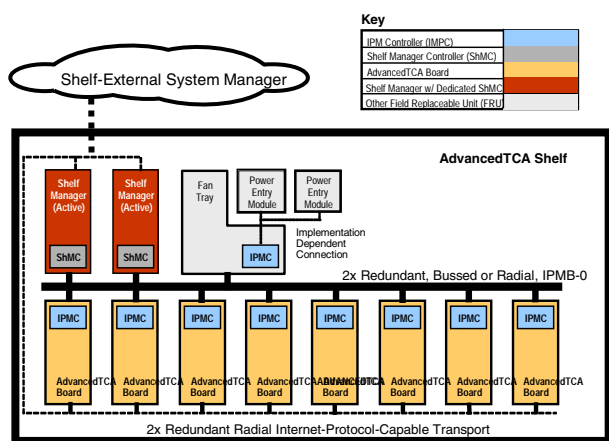 Key
IPM Controller (IMPC)
Shelf Manager Controller (ShMC)
AdvancedTCA Board
Shelf Manager w/ Dedicated ShMC
Other Field Replaceable Unit (FRU)
Shelf-External System Manager
AdvancedTCA Shelf
Shelf
Manager
(Active)
ShMC
Shelf
Manager
(Active)
ShMC
Fan
Tray
IPMC
Power
Entry
Module
Power
Entry
Module
Implementation
Dependent
Connection
2x Redundant, Bussed or Radial, IPMB-0
IPMC
IPMC
IPMC
IPMC
IPMC
IPMC
IPMC
IPMC
AdvancedTCA
Board
AdvancedTCA
Board
AdvancedTCA
Board
AdvancedTCA
Board
AdvancedTCA
Board
AdvancedTCA
Board
AdvancedTCA
Board
AdvancedTCA
Board
2x Redundant Radial Internet-Protocol-Capable Transport